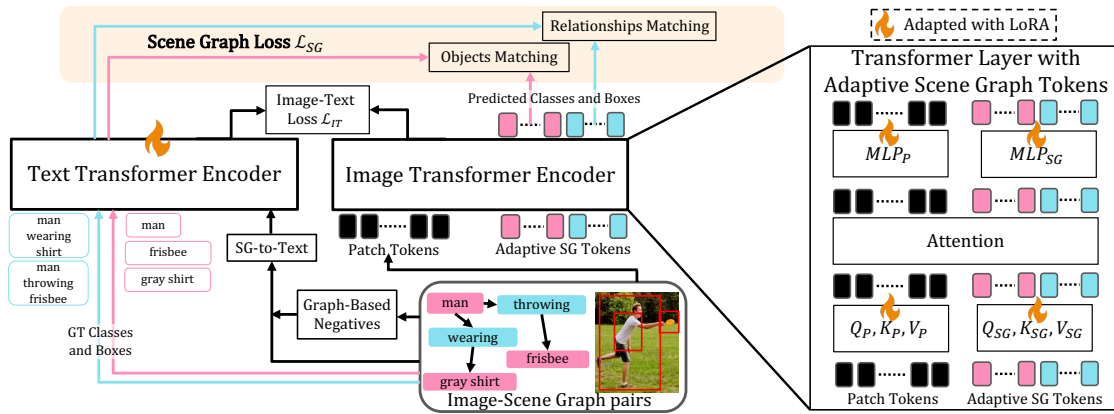 Relationships Matching
Scene Graph Loss ℒ_SG
Objects Matching
Image-Text
Loss ℒ_IT
Predicted Classes and Boxes
Text Transformer Encoder
Image Transformer Encoder
man
wearing
shirt
man
throwing
frisbee
man
frisbee
gray shirt
SG-to-Text
Patch Tokens
Adaptive SG Tokens
GT Classes
and Boxes
Graph-Based
Negatives
man
throwing
wearing
frisbee
gray shirt
Image-Scene Graph pairs
Adapted with LoRA
Transformer Layer with
Adaptive Scene Graph Tokens
MLP_P
MLP_SG
Attention
Q_P, K_P, V_P
Q_SG, K_SG, V_SG
Patch Tokens
Adaptive SG Tokens